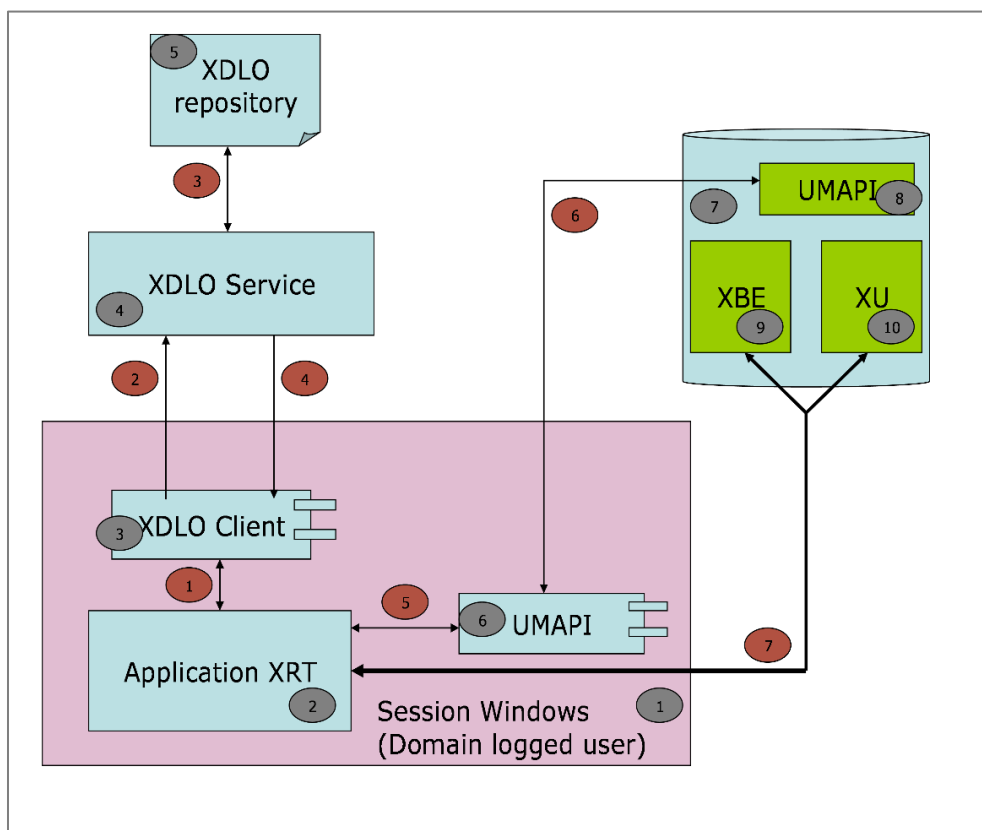 5
XDLO
repository
3
6
UMAPI
7
8
XDLO Service
4
XBE
9
XU
10
2
4
XDLO Client
3
1
5
6
UMAPI
7
Application XRT
2
Session Windows
(Domain logged user)
1